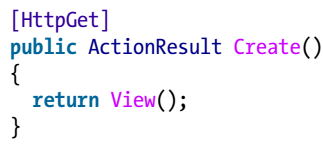 [HttpGet]
public ActionResult Create()
{
  return View();
}